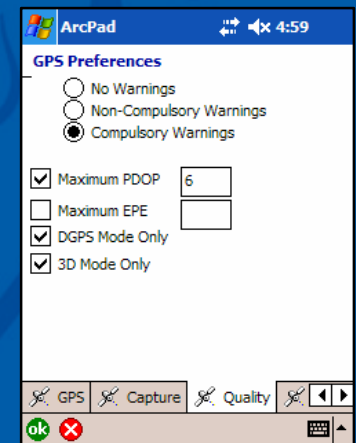 ArcPad 4:59
GPS Preferences
No Warnings
Non-Compulsory Warnings
Compulsory Warnings
Maximum PDOP 6
Maximum EPE
DGPS Mode Only
3D Mode Only
GPS Capture Quality
ok